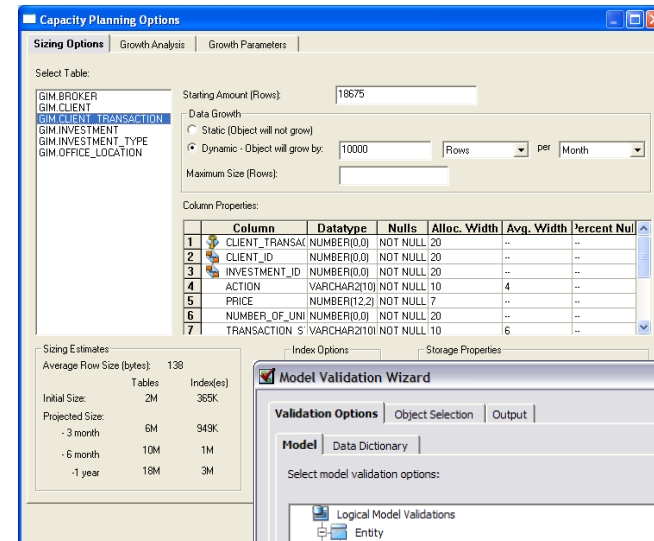 Capacity Planning Options
Sizing Options Growth Analysis Growth Parameters
Select Table:
GIM.BROKER
GIM.CLIENT
GIM.CLIENT_TRANSACTION
GIM.INVESTMENT
GIM.INVESTMENT_TYPE
GIM.OFFICE_LOCATION
Starting Amount (Rows): 18675
Data Growth
Static (Object will not grow)
Dynamic - Object will grow by: 10000 Rows per Month
Maximum Size (Rows):
Column Properties:
Column Datatype Nulls Alloc. Width Avg. Width Percent Nul
1 CLIENT_TRANSA( NUMBER(0,0) NOT NULL 20 --  --
2 CLIENT_ID NUMBER(0,0) NOT NULL 20 -- --
3 INVESTMENT_ID NUMBER(0,0) NOT NULL 20 -- --
4 ACTION VARCHAR2(10) NOT NULL 10 4 --
5 PRICE NUMBER(12,2) NOT NULL 7 -- --
6 NUMBER_OF_UNI NUMBER(0,0) NOT NULL 20 -- --
7 TRANSACTION_S VARCHAR2(10) NOT NULL 10 6 --
Sizing Estimates
Average Row Size (bytes): 138
Tables Index(es)
Initial Size: 2M 365K
Projected Size:
- 3 month 6M 949K
- 6 month 10M 1M
-1 year 18M 3M
Index Options
Storage Properties
Model Validation Wizard
Validation Options Object Selection Output
Model Data Dictionary
Select model validation options:
Logical Model Validations
Entity